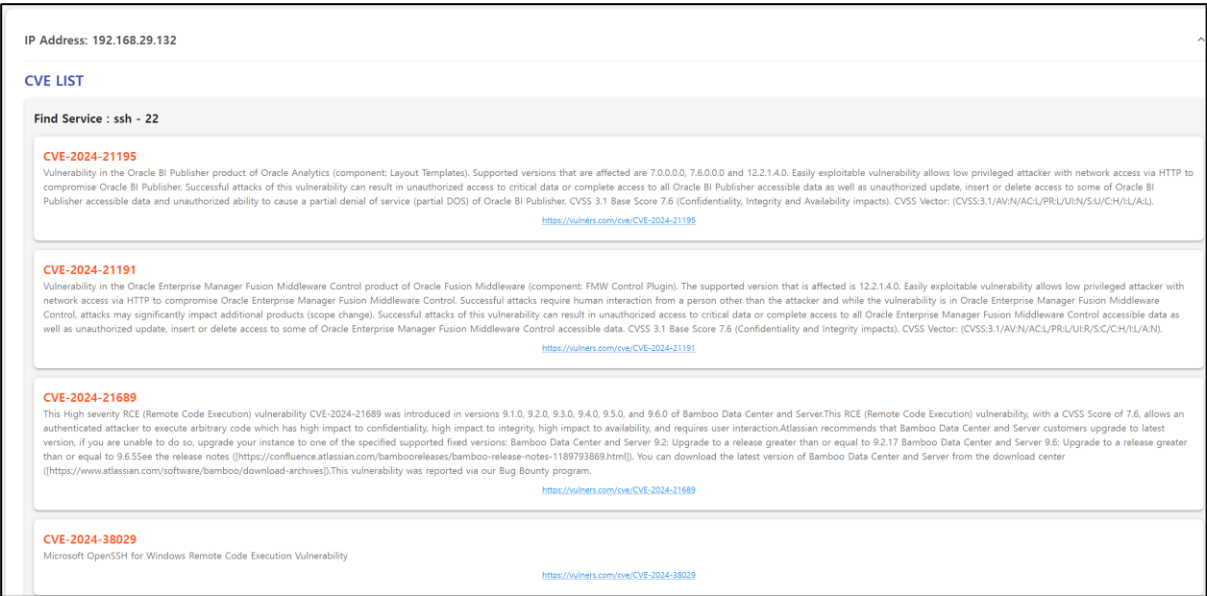 IP Address: 192.168.29.132
CVE LIST
Find Service : ssh - 22
CVE-2024-21195
Vulnerability in the Oracle BI Publisher product of Oracle Analytics (component: Layout Templates). Supported versions that are affected are 7.0.0.0.0, 7.6.0.0.0 and 12.2.1.4.0. Easily exploitable vulnerability allows low privileged attacker with network access via HTTP to
compromise Oracle BI Publisher. Successful attacks of this vulnerability can result in unauthorized access to critical data or complete access to all Oracle BI Publisher accessible data as well as unauthorized update, insert or delete access to some of Oracle BI
Publisher accessible data and unauthorized ability to cause a partial denial of service (partial DOS) of Oracle BI Publisher. CVSS 3.1 Base Score 7.6 (Confidentiality, Integrity and Availability impacts). CVSS Vector: (CVSS:3.1/AV:N/AC:L/PR:L/UI:N/S:U/C:H/I:L/A:L).
https://vulners.com/cve/CVE-2024-21195
CVE-2024-21191
Vulnerability in the Oracle Enterprise Manager Fusion Middleware Control product of Oracle Fusion Middleware (component: FMW Control Plugin). The supported version that is affected is 12.2.1.4.0. Easily exploitable vulnerability allows low privileged attacker with
network access via HTTP to compromise Oracle Enterprise Manager Fusion Middleware Control. Successful attacks require human interaction from a person other than the attacker and while the vulnerability is in Oracle Enterprise Manager Fusion Middleware
Control, attacks may significantly impact additional products (scope change). Successful attacks of this vulnerability can result in unauthorized access to critical data or complete access to all Oracle Enterprise Manager Fusion Middleware Control accessible data as
well as unauthorized update, insert or delete access to some of Oracle Enterprise Manager Fusion Middleware Control accessible data. CVSS 3.1 Base Score 7.6 (Confidentiality and Integrity impacts). CVSS Vector: (CVSS:3.1/AV:N/AC:L/PR:L/UI:R/S:C/C:H/I:L/A:N).
https://vulners.com/cve/CVE-2024-21191
CVE-2024-21689
This High severity RCE (Remote Code Execution) vulnerability CVE-2024-21689 was introduced in versions 9.1.0, 9.2.0, 9.3.0, 9.4.0, 9.5.0, and 9.6.0 of Bamboo Data Center and Server.This RCE (Remote Code Execution) vulnerability, with a CVSS Score of 7.6, allows an
authenticated attacker to execute arbitrary code which has high impact to confidentiality, high impact to integrity, high impact to availability, and requires user interaction.Atlassian recommends that Bamboo Data Center and Server customers upgrade to latest
version, if you are unable to do so, upgrade your instance to one of the specified supported fixed versions: Bamboo Data Center and Server 9.2: Upgrade to a release greater than or equal to 9.2.17 Bamboo Data Center and Server 9.6: Upgrade to a release greater
than or equal to 9.6.5See the release notes ([https://confluence.atlassian.com/bambooreleases/bamboo-release-notes-1189793869.html]). You can download the latest version of Bamboo Data Center and Server from the download center
([https://www.atlassian.com/software/bamboo/download-archives]).This vulnerability was reported via our Bug Bounty program.
https://vulners.com/cve/CVE-2024-21689
CVE-2024-38029
Microsoft OpenSSH for Windows Remote Code Execution Vulnerability
https://vulners.com/cve/CVE-2024-38029